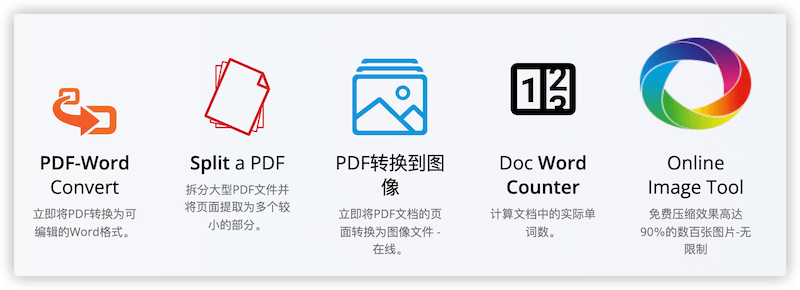 PDF-Word
Convert
立即将PDF转换为可
编辑的Word格式。
Split a PDF
拆分大型PDF文件并
将页面提取为多个较
小的部分。
PDF转换到图
像
立即将PDF文档的页
面转换为图像文件 -
在线。
1 2 3
Doc Word
Counter
计算文档中的实际单
词数。
Online
Image Tool
免费压缩效果高达
90%的数百张图片-无
限制